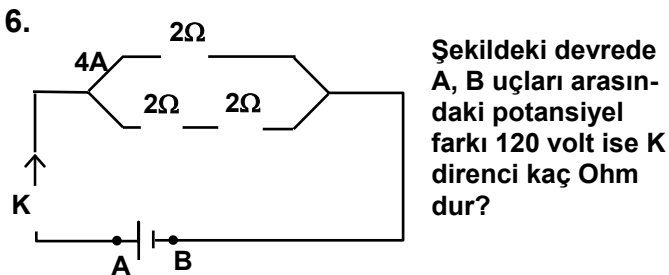 6.
2Ω
4A
2Ω 2Ω
K
A B
Şekildeki devrede
A, B uçları arasın-
daki potansiyel
farkı 120 volt ise K
direnci kaç Ohm
dur?